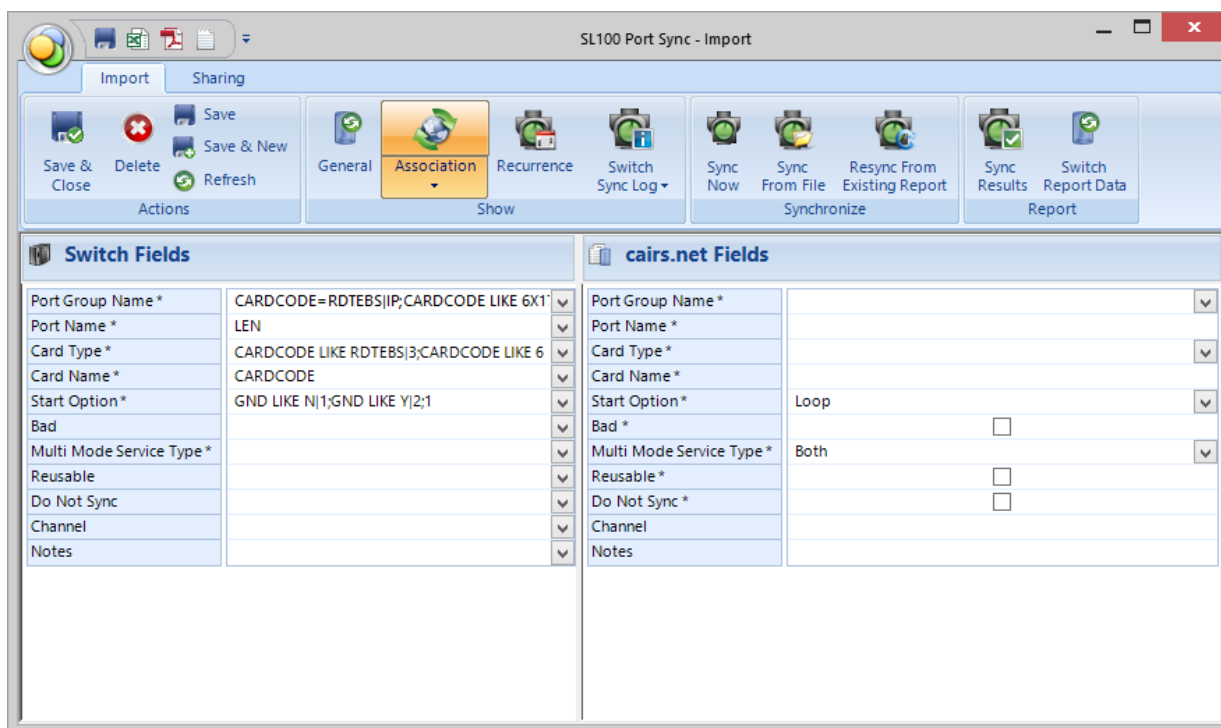 SL100 Port Sync - Import
Import Sharing
Save & Close
Delete
Save
Save & New
Refresh
General
Association
Recurrence
Switch Sync Log
Sync Now
Sync From File
Resync From Existing Report
Sync Results
Switch Report Data
Actions Show Synchronize Report
Switch Fields
Port Group Name * CARDCODE=RDTEBS|IP;CARDCODE LIKE 6X1
Port Name * LEN
Card Type * CARDCODE LIKE RDTEBS|3;CARDCODE LIKE 6
Card Name * CARDCODE
Start Option * GND LIKE N|1;GND LIKE Y|2;1
Bad
Multi Mode Service Type *
Reusable
Do Not Sync
Channel
Notes
cairs.net Fields
Port Group Name *
Port Name *
Card Type *
Card Name *
Start Option * Loop
Bad *
Multi Mode Service Type * Both
Reusable *
Do Not Sync *
Channel
Notes